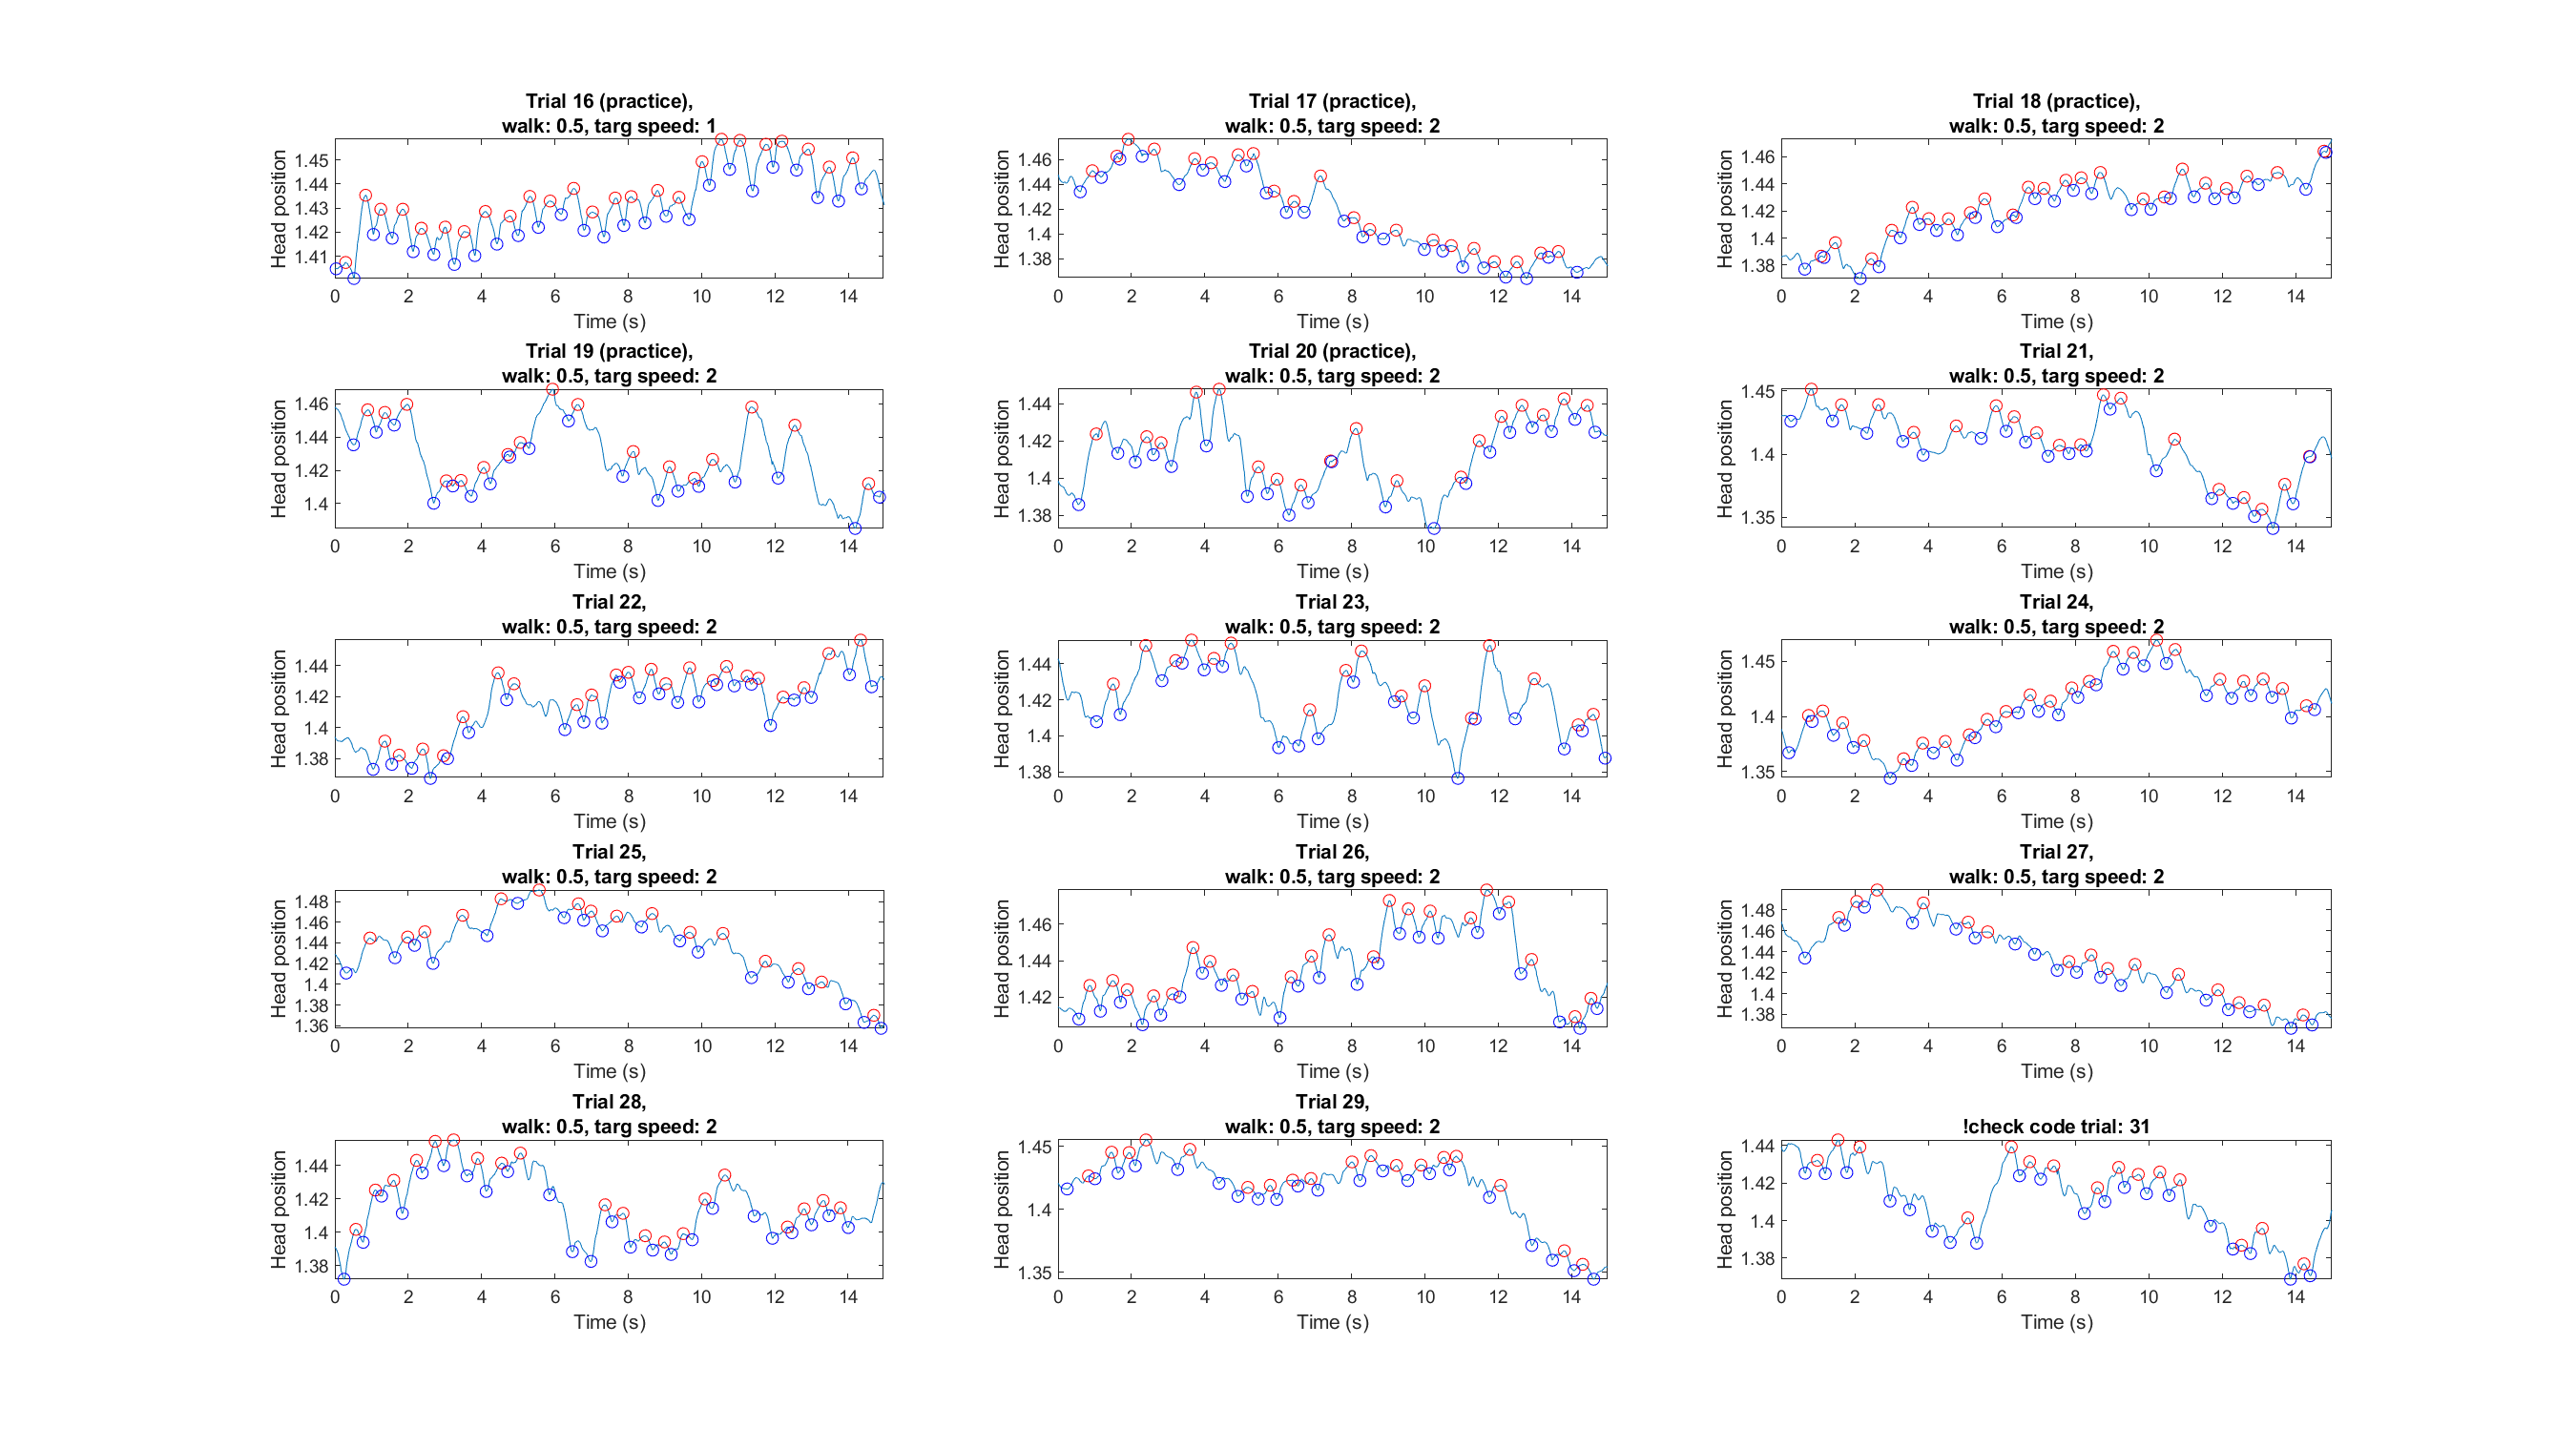 Trial 16 (practice),
walk: 0.5, targ speed: 1
Head position
1.45
1.44
1.43
1.42
1.41
0 2 4 6 8 10 12 14
Time (s)
Trial 17 (practice),
walk: 0.5, targ speed: 2
Head position
1.46
1.44
1.42
1.4
1.38
0 2 4 6 8 10 12 14
Time (s)
Trial 18 (practice),
walk: 0.5, targ speed: 2
Head position
1.46
1.44
1.42
1.4
1.38
0 2 4 6 8 10 12 14
Time (s)
Trial 19 (practice),
walk: 0.5, targ speed: 2
Head position
1.46
1.44
1.42
1.4
0 2 4 6 8 10 12 14
Time (s)
Trial 20 (practice),
walk: 0.5, targ speed: 2
Head position
1.44
1.42
1.4
1.38
0 2 4 6 8 10 12 14
Time (s)
Trial 21,
walk: 0.5, targ speed: 2
Head position
1.45
1.4
1.35
0 2 4 6 8 10 12 14
Time (s)
Trial 22,
walk: 0.5, targ speed: 2
Head position
1.44
1.42
1.4
1.38
0 2 4 6 8 10 12 14
Time (s)
Trial 23,
walk: 0.5, targ speed: 2
Head position
1.44
1.42
1.4
1.38
0 2 4 6 8 10 12 14
Time (s)
Trial 24,
walk: 0.5, targ speed: 2
Head position
1.45
1.4
1.35
0 2 4 6 8 10 12 14
Time (s)
Trial 25,
walk: 0.5, targ speed: 2
Head position
1.48
1.46
1.44
1.42
1.4
1.38
1.36
0 2 4 6 8 10 12 14
Time (s)
Trial 26,
walk: 0.5, targ speed: 2
Head position
1.46
1.44
1.42
0 2 4 6 8 10 12 14
Time (s)
Trial 27,
walk: 0.5, targ speed: 2
Head position
1.48
1.46
1.44
1.42
1.4
1.38
0 2 4 6 8 10 12 14
Time (s)
Trial 28,
walk: 0.5, targ speed: 2
Head position
1.44
1.42
1.4
1.38
0 2 4 6 8 10 12 14
Time (s)
Trial 29,
walk: 0.5, targ speed: 2
Head position
1.45
1.4
1.35
0 2 4 6 8 10 12 14
Time (s)
!check code trial: 31
Head position
1.44
1.42
1.4
1.38
0 2 4 6 8 10 12 14
Time (s)